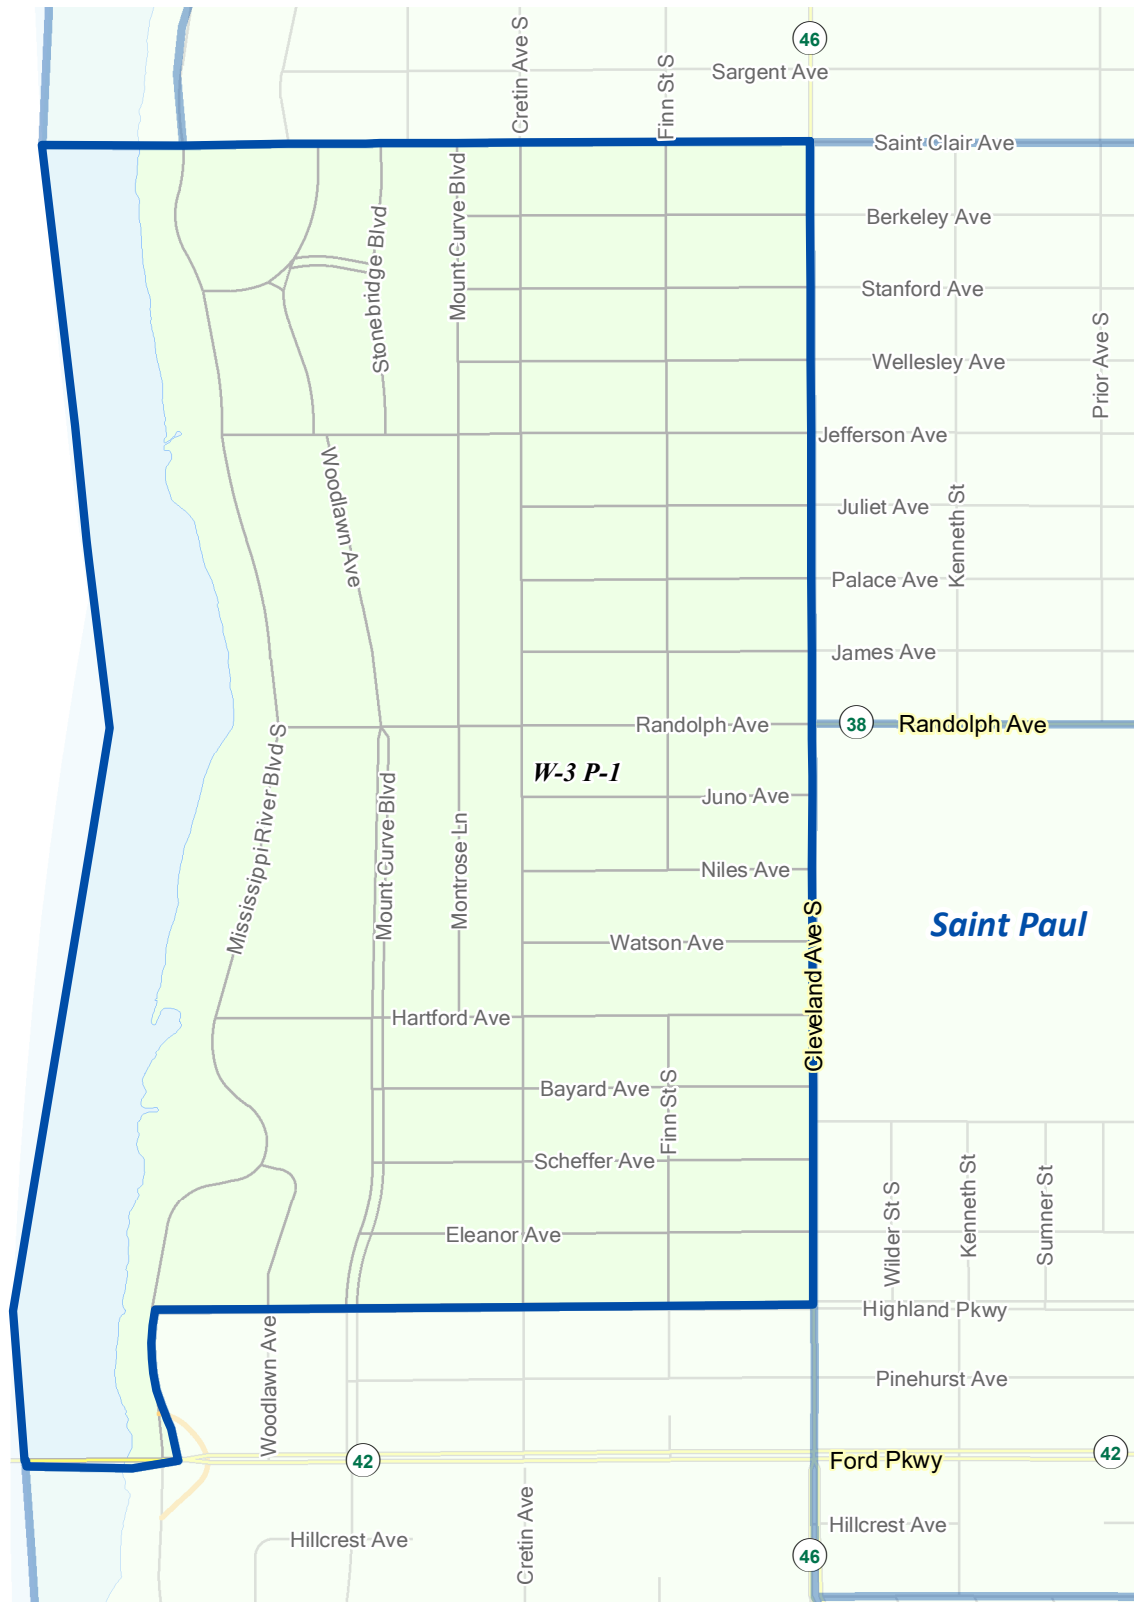 Cretin Ave S
Finn St S
46
Sargent Ave
Saint Clair Ave
Mount Curve Blvd
Stonebridge Blvd
Berkeley Ave
Stanford Ave
Wellesley Ave
Prior Ave S
Jefferson Ave
Woodlawn Ave
Juliet Ave
Kenneth St
Palace Ave
James Ave
Mississippi River Blvd S
Randolph Ave
38
Randolph Ave
W-3 P-1
Mount Curve Blvd
Montrose Ln
Juno Ave
Niles Ave
Cleveland Ave S
Saint Paul
Watson Ave
Hartford Ave
Bayard Ave
Finn St S
Scheffer Ave
Eleanor Ave
Wilder St S
Kenneth St
Sumner St
Highland Pkwy
Woodlawn Ave
Pinehurst Ave
42
Ford Pkwy
42
Cretin Ave
Hillcrest Ave
Hillcrest Ave
46